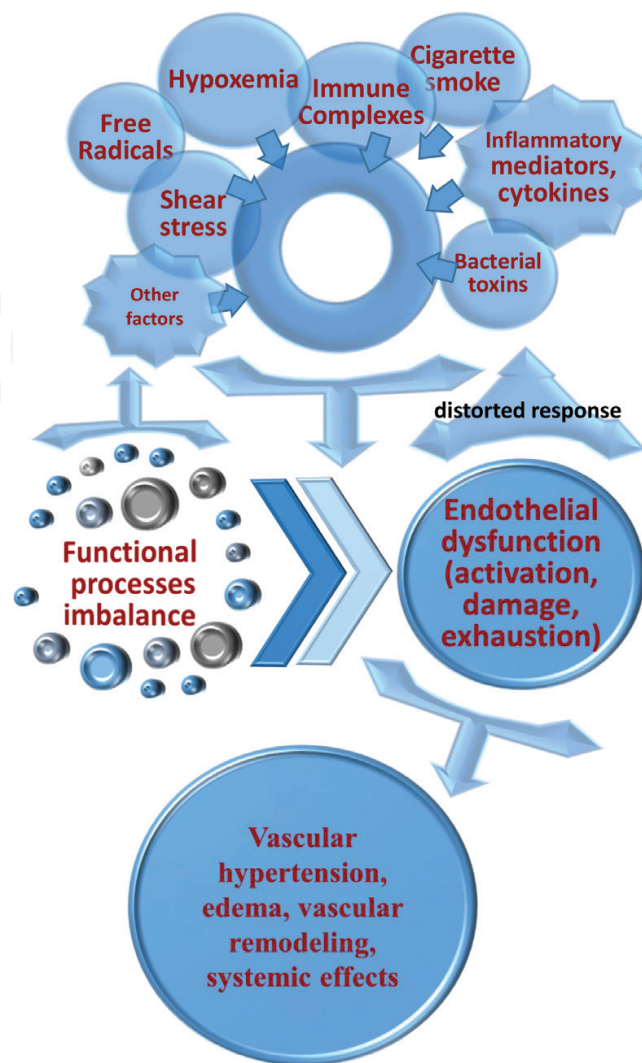 Cigarette
smoke
Hypoxemia
Immune
Complexes
Free
Radicals
Inflammatory
mediators,
cytokines
Shear
stress
Bacterial
toxins
Other
factors
distorted response
Functional
processes
imbalance
Endothelial
dysfunction
(activation,
damage,
exhaustion)
Vascular
hypertension,
edema, vascular
remodeling,
systemic effects